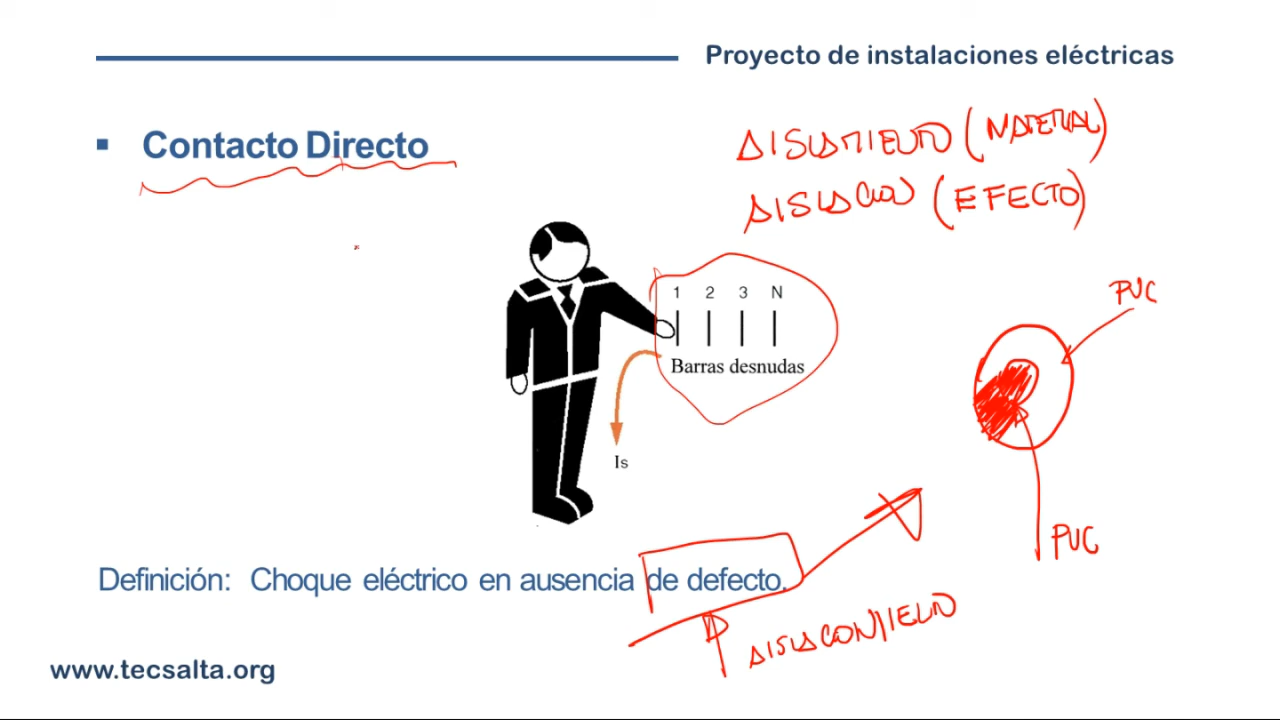 Proyecto de instalaciones eléctricas
▪ Contacto Directo
AISLAMIENTO (MATERIAL)
AISLACION (EFECTO)
PVC
1 2 3 N
Barras desnudas
Is
PVC
Definición: Choque eléctrico en ausencia de defecto.
www.tecsalta.org